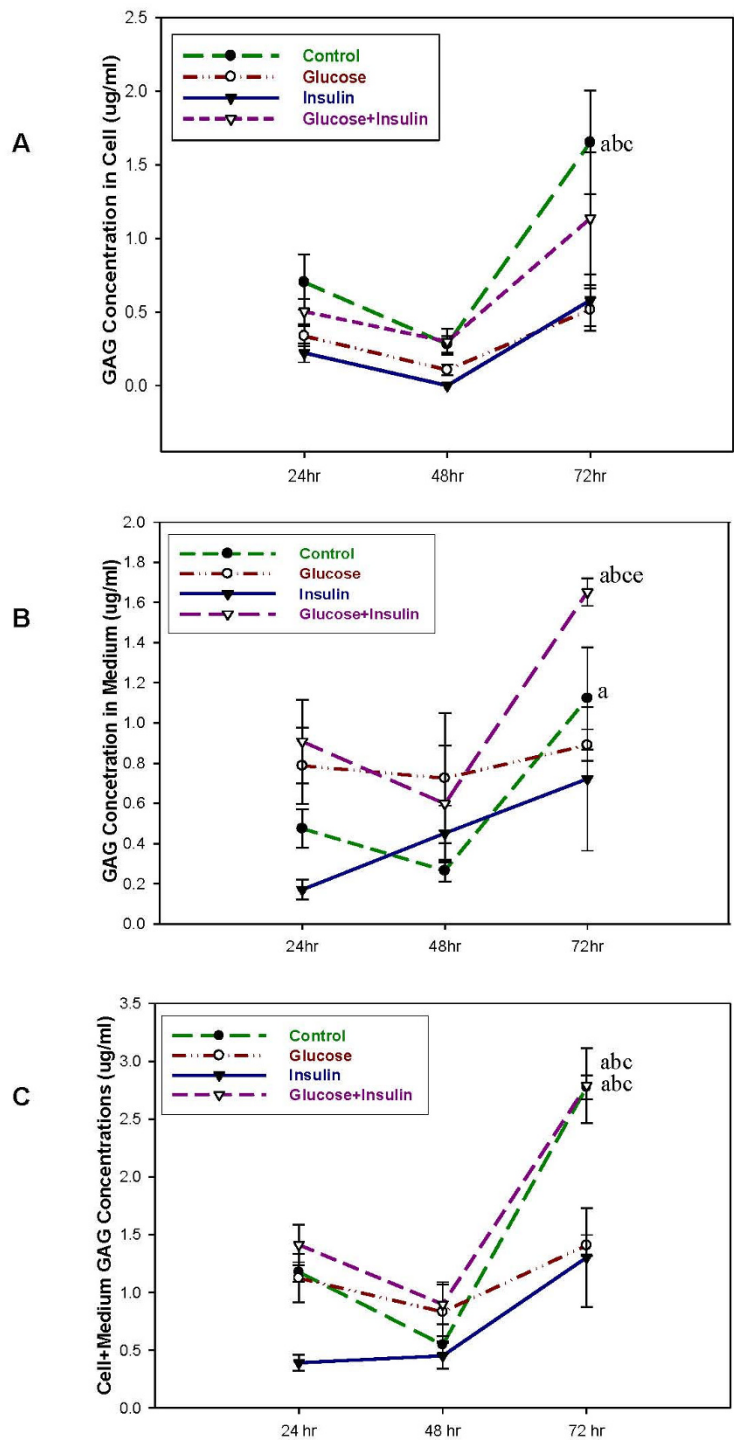 A
GAG Concentration in Cell (ug/ml)
2.5
2.0
1.5
1.0
0.5
0.0
Control
Glucose
Insulin
Glucose+Insulin
abc
24hr 48hr 72hr
B
GAG Concetration in Medium (ug/ml)
2.0
1.8
1.6
1.4
1.2
1.0
0.8
0.6
0.4
0.2
0.0
Control
Glucose
Insulin
Glucose+Insulin
abce
a
24hr 48hr 72hr
C
Cell+Medium GAG Concentrations (ug/ml)
3.5
3.0
2.5
2.0
1.5
1.0
0.5
0.0
Control
Glucose
Insulin
Glucose+Insulin
abc
abc
24 hr 48 hr 72 hr